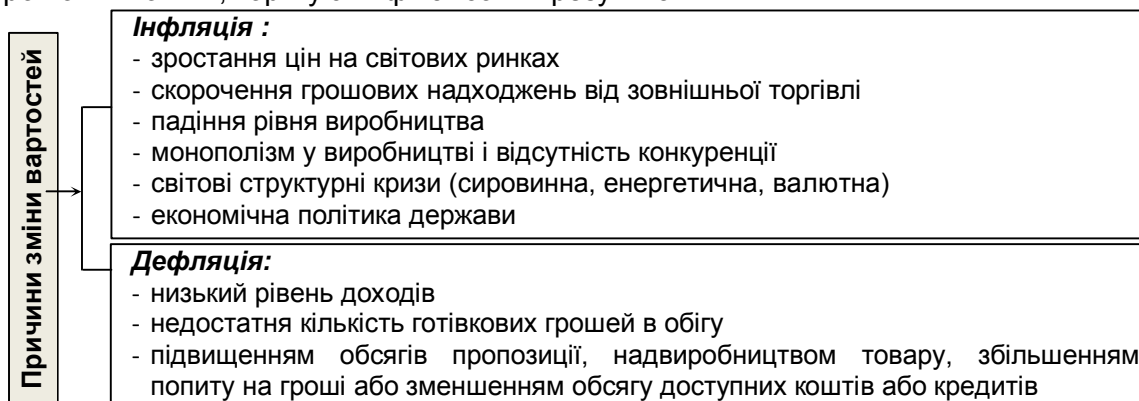 Причини зміни вартостей
Інфляція :
- зростання цін на світових ринках
- скорочення грошових надходжень від зовнішньої торгівлі
- падіння рівня виробництва
- монополізм у виробництві і відсутність конкуренції
- світові структурні кризи (сировинна, енергетична, валютна)
- економічна політика держави
Дефляція:
- низький рівень доходів
- недостатня кількість готівкових грошей в обігу
- підвищенням обсягів пропозиції, надвиробництвом товару, збільшенням
попиту на гроші або зменшенням обсягу доступних коштів або кредитів